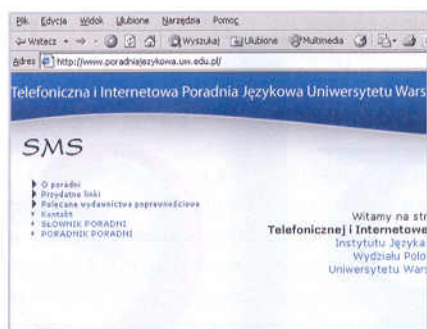 Plik Edycja Widok Ulubione Narzędzia Pomoc
Wstecz Wyszukaj Ulubione Multimedia
Adres http://www.poradniajezykowa.uw.edu.pl/
Telefoniczna i Internetowa Poradnia Językowa Uniwersytetu Wars
SMS
O poradni
Przydatne linki
Polecane wydawnictwa poprawnościowe
Kontakt
SŁOWNIK PORADNI
PORADNIK PORADNI
Witamy na str
Telefonicznej i Internetowe
Instytutu Języka
Wydziału Polo
Uniwersytetu Wars